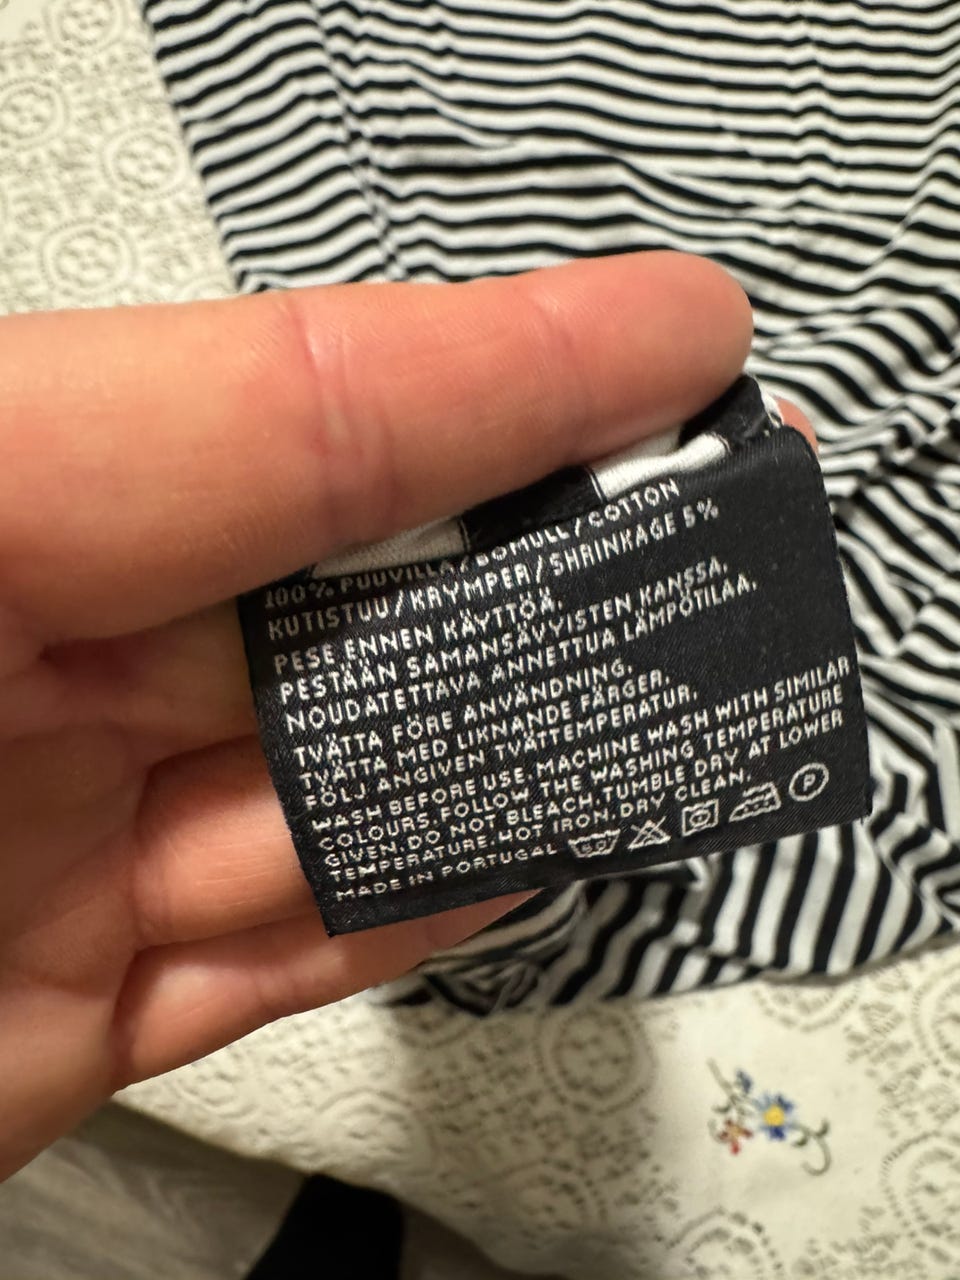 100% PUUVILLA/BOMULL/COTTON
KUTISTUU/KRYMPER/SHRINKAGE 5%
PESE ENNEN KÄYTTÖÄ.
PESTÄÄN SAMANSÄVYISTEN KANSSA.
NOUDATETTAVA ANNETTUA LÄMPÖTILAA.
TVÄTTA FÖRE ANVÄNDNING.
TVÄTTA MED LIKNANDE FÄRGER.
FÖLJ ANGIVEN TVÄTTEMPERATUR.
WASH BEFORE USE.MACHINE WASH WITH SIMILAR
COLOURS.FOLLOW THE WASHING TEMPERATURE
GIVEN.DO NOT BLEACH.TUMBLE DRY AT LOWER
TEMPERATURE.HOT IRON.DRY CLEAN.
MADE IN PORTUGAL 60 P